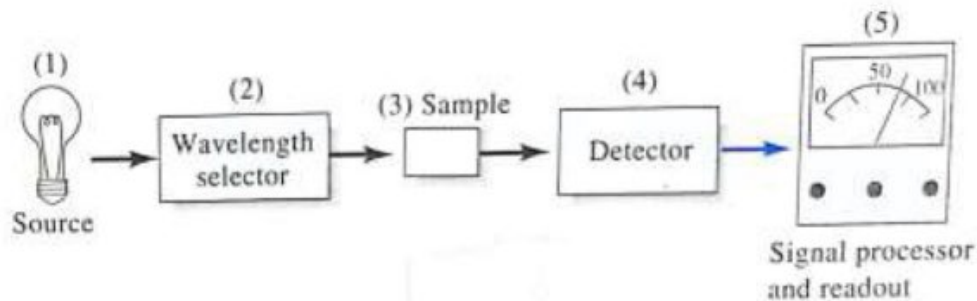 (1)
Source
(2)
Wavelength
selector
(3) Sample
(4)
Detector
(5)
0
50
100
Signal processor
and readout